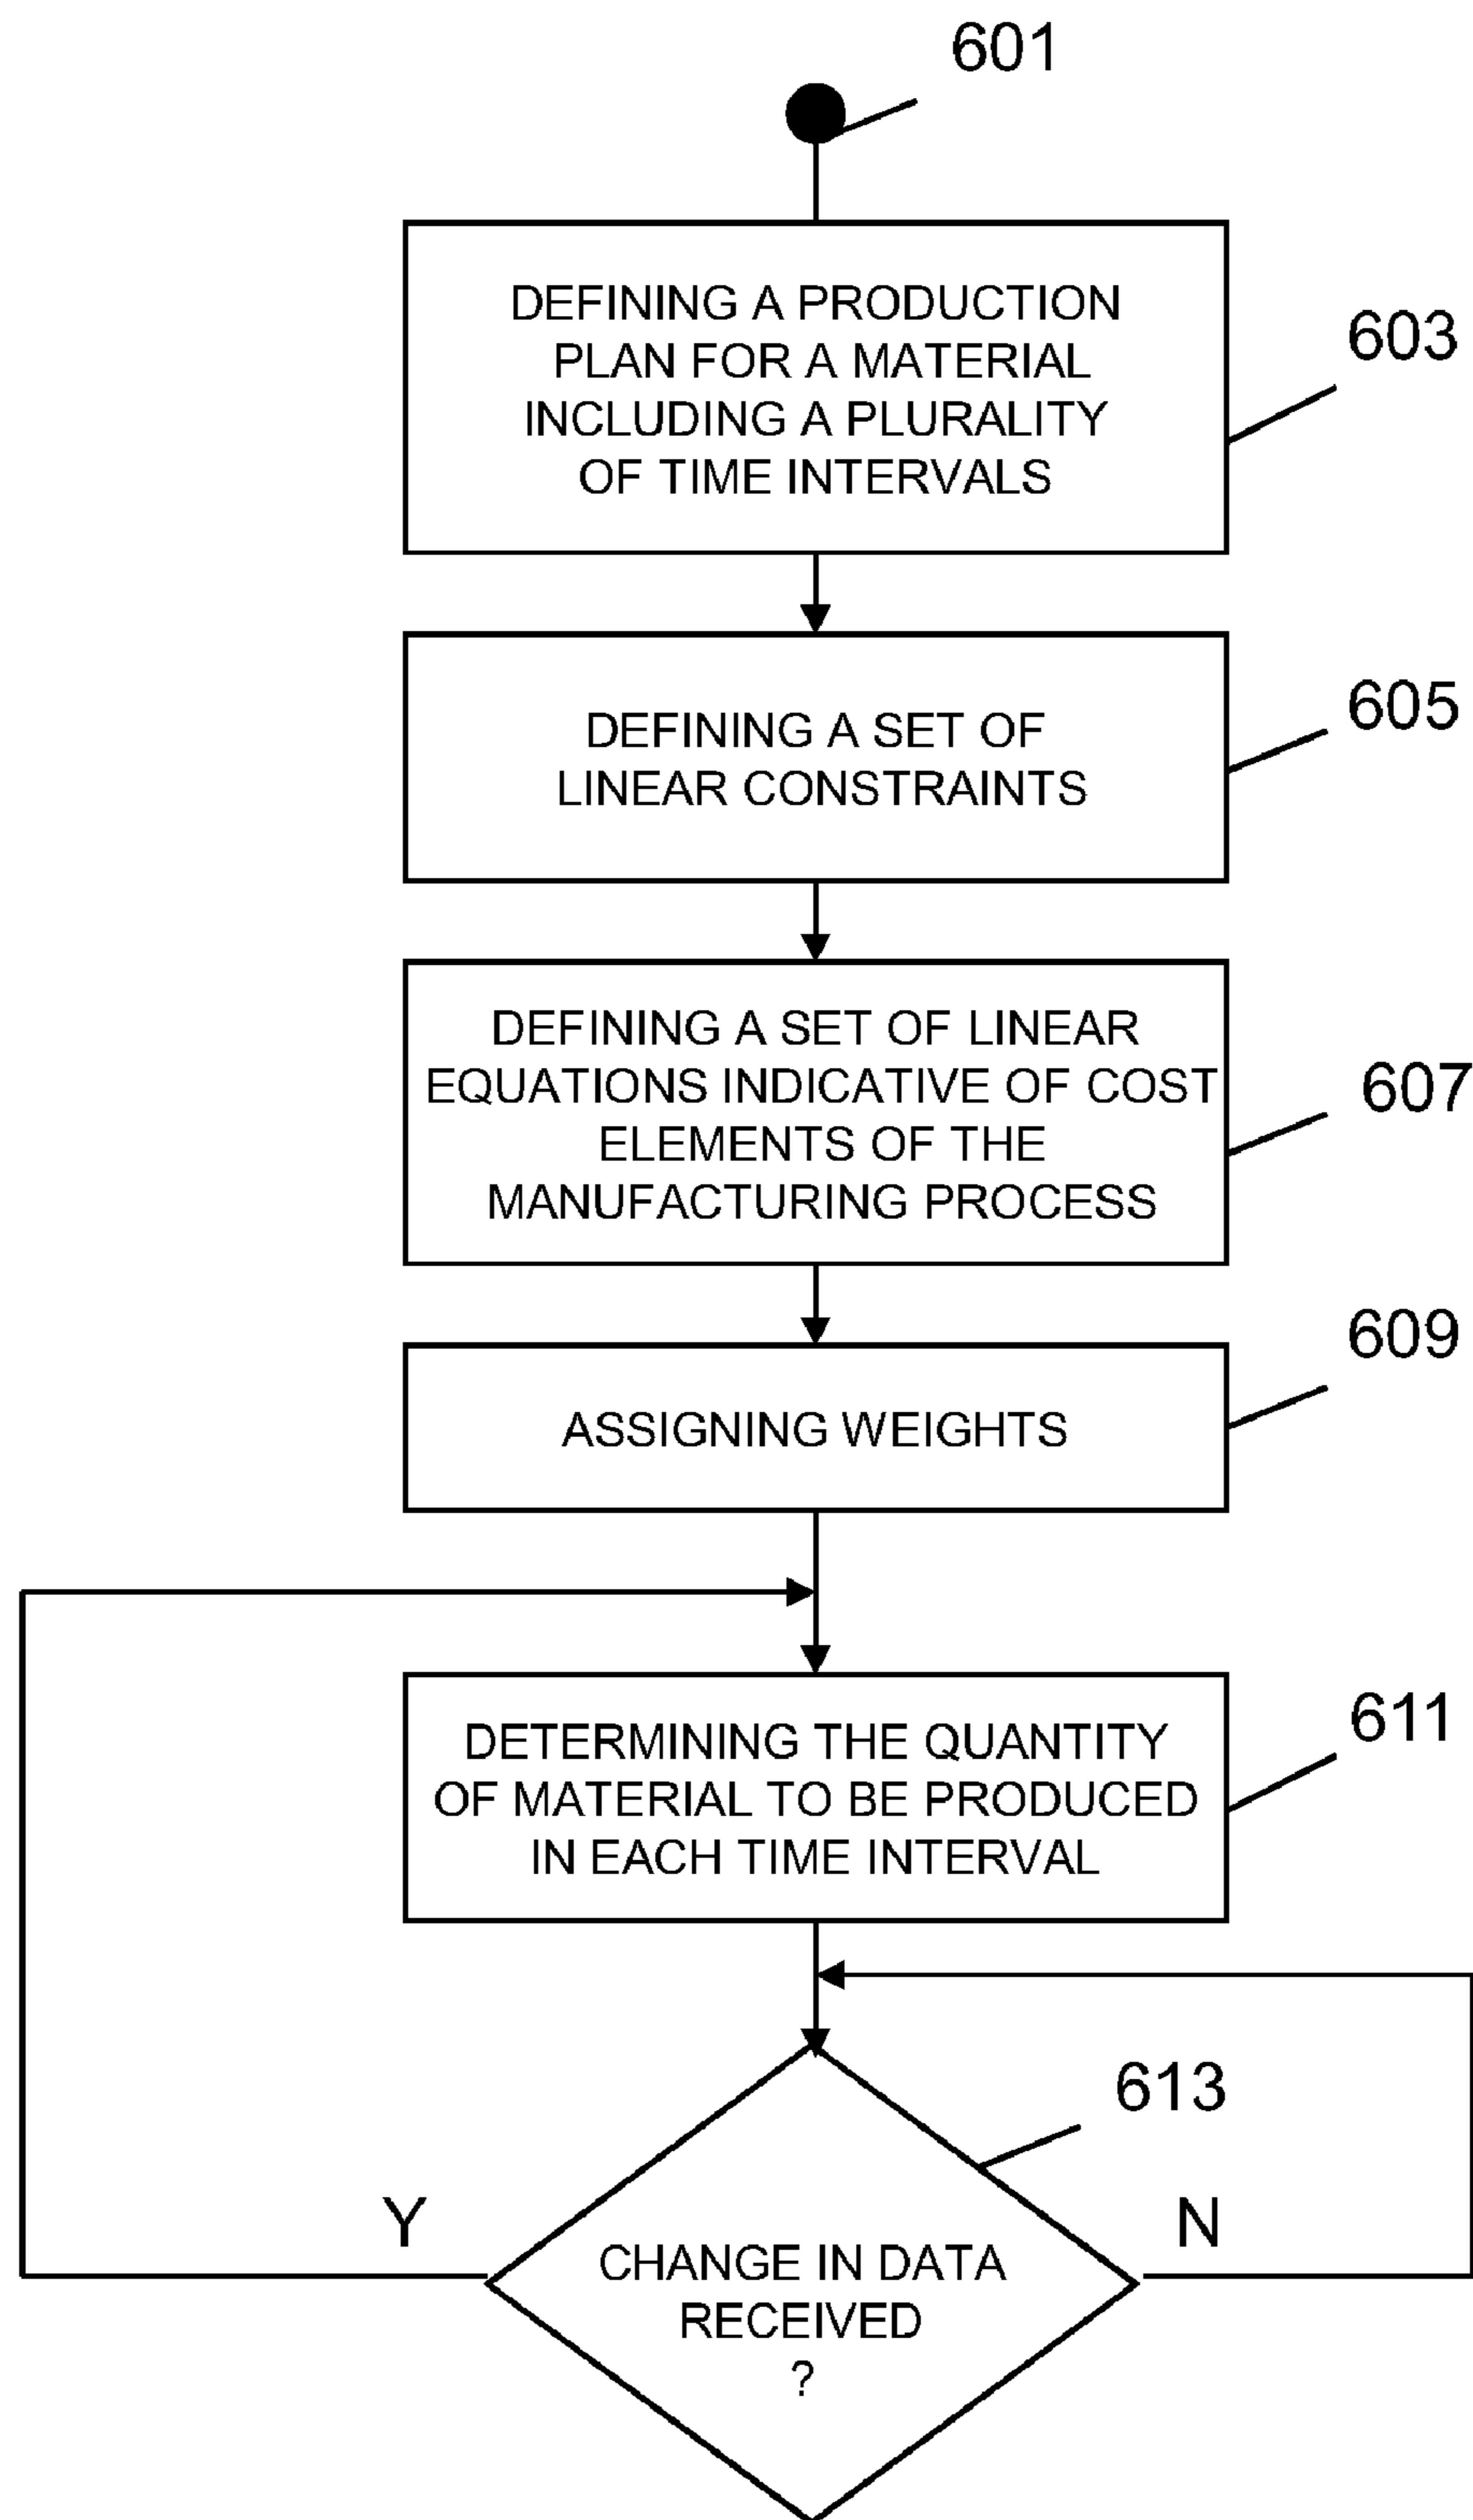 601
DEFINING A PRODUCTION
PLAN FOR A MATERIAL
INCLUDING A PLURALITY
OF TIME INTERVALS
603
DEFINING A SET OF
LINEAR CONSTRAINTS
605
DEFINING A SET OF LINEAR
EQUATIONS INDICATIVE OF COST
ELEMENTS OF THE
MANUFACTURING PROCESS
607
ASSIGNING WEIGHTS
609
DETERMINING THE QUANTITY
OF MATERIAL TO BE PRODUCED
IN EACH TIME INTERVAL
611
613
Y
N
CHANGE IN DATA
RECEIVED
?